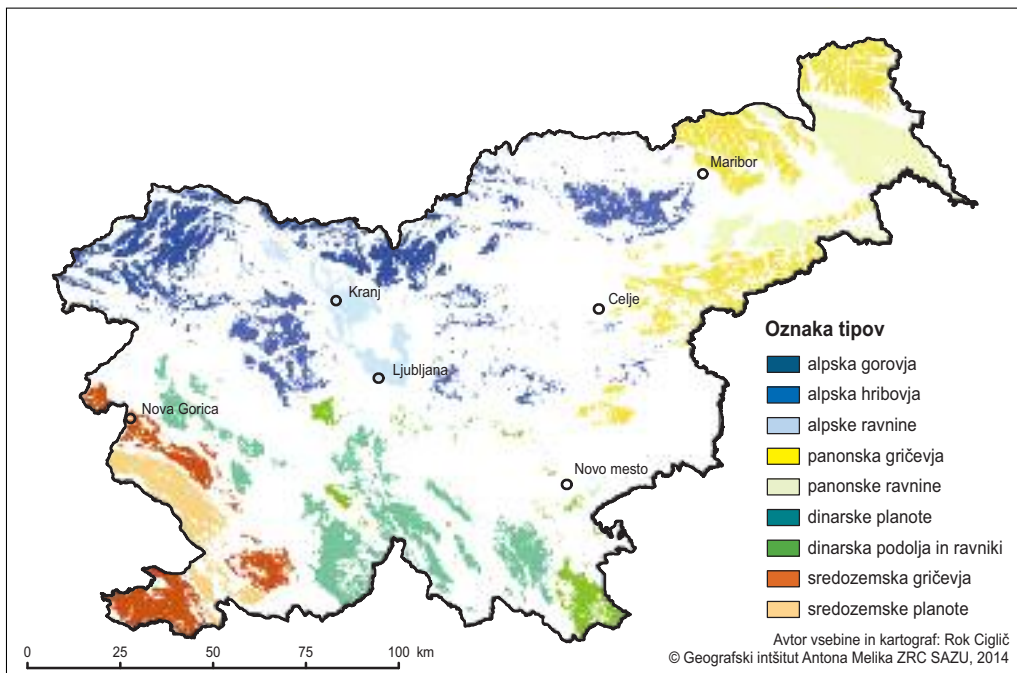 Maribor
Kranj
Celje
Ljubljana
Nova Gorica
Novo mesto
Oznaka tipov
alpska gorovja
alpska hribovja
alpske ravnine
panonska gričevja
panonske ravnine
dinarske planote
dinarska podolja in ravniki
sredozemska gričevja
sredozemske planote
0 25 50 75 100 km
Avtor vsebine in kartograf: Rok Ciglič
© Geografski intšitut Antona Melika ZRC SAZU, 2014